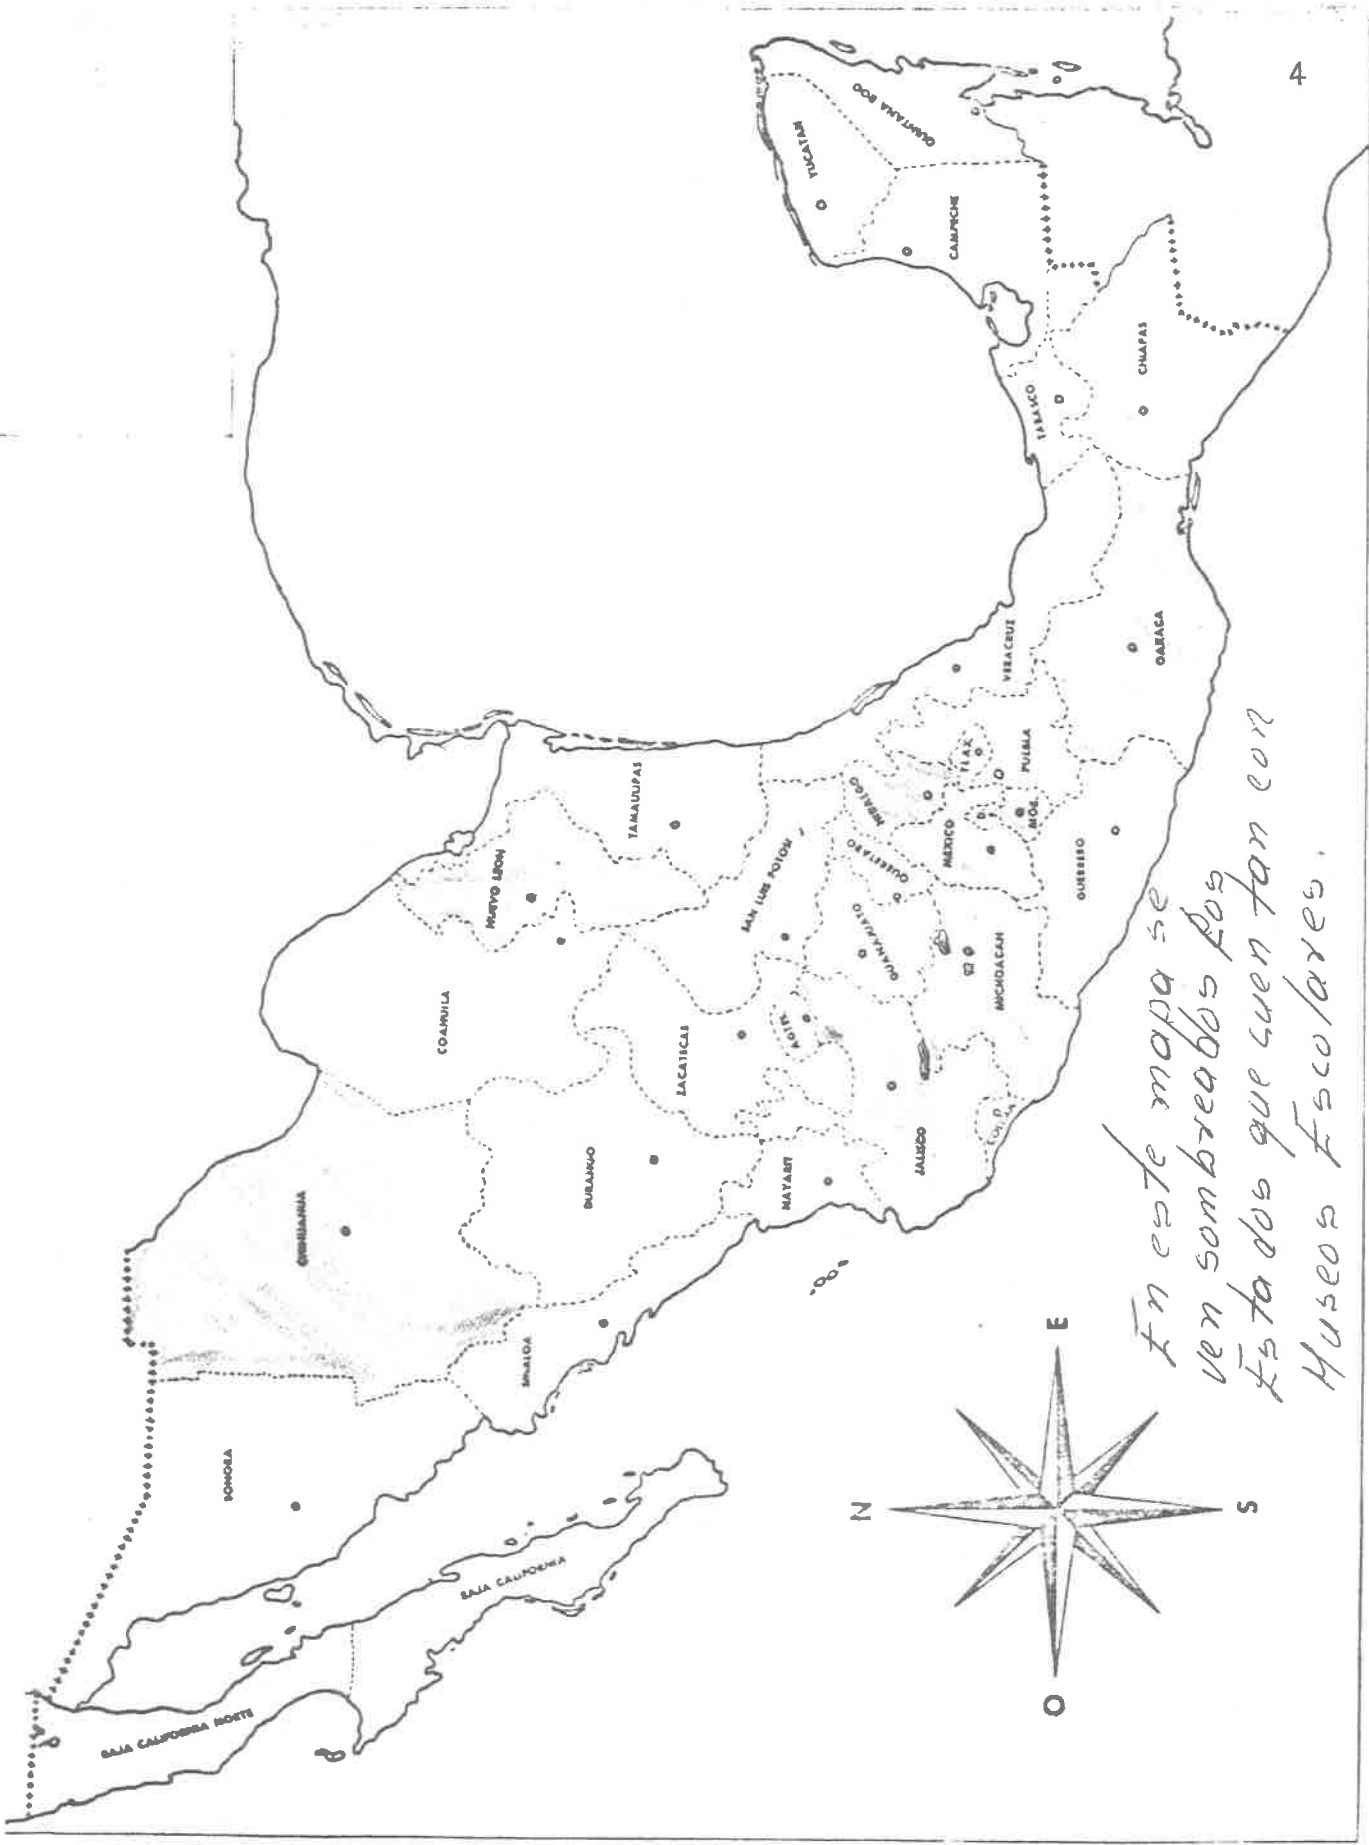 4
BAJA CALIFORNIA NORTE
BAJA CALIFORNIA
SONORA
CHIHUAHUA
COAHUILA
NUEVO LEON
TAMAULIPAS
SINALOA
DURANGO
ZACATECAS
SAN LUIS POTOSI
NAYARIT
JALISCO
GUANAJUATO
QUERETARO
HIDALGO
MEXICO
MICHOACAN
TLAX.
PUEBLA
MOR.
GUERRERO
VERACRUZ
OAXACA
TABASCO
CHIAPAS
CAMPECHE
YUCATAN
QUINTANA ROO
N
E
S
O
En este mapa se
ven sombreados los
Estados que cuentan con
Museos Escolares.